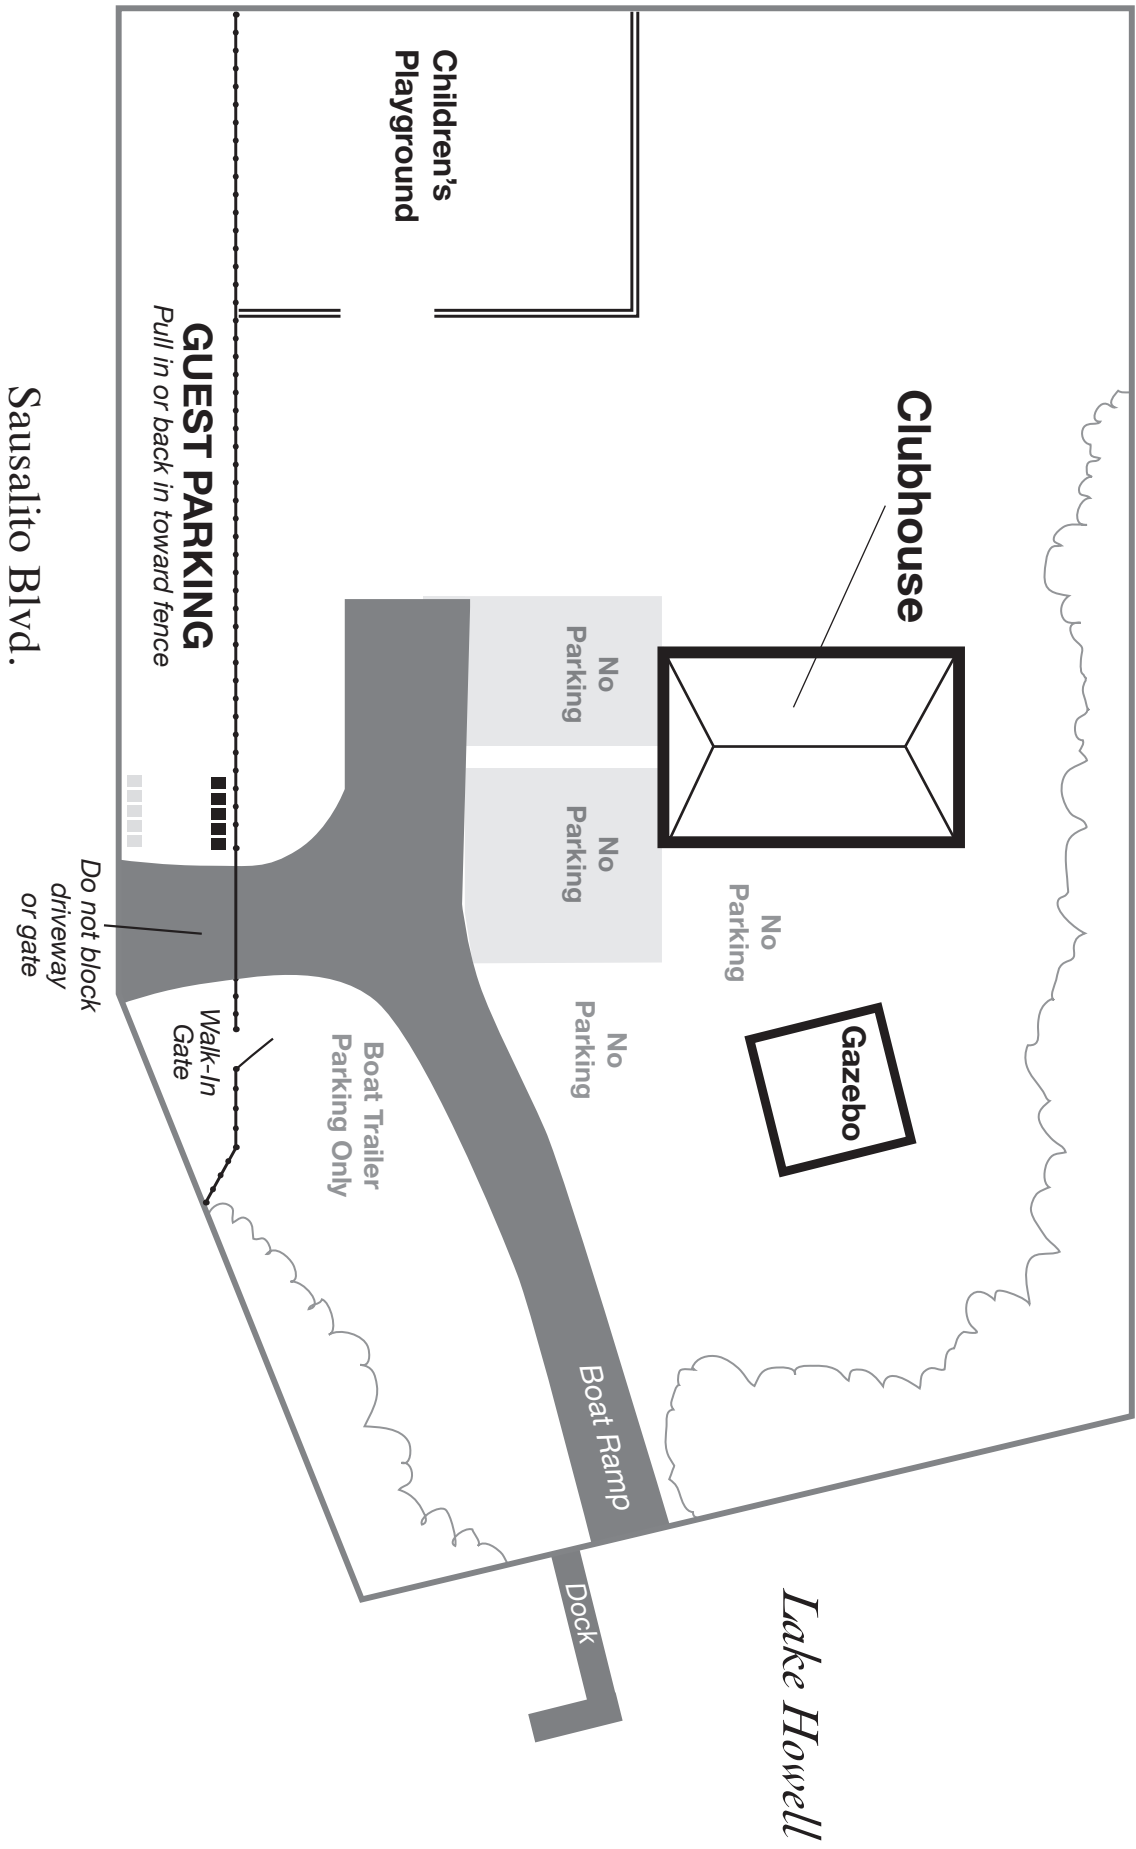 Lake Howell
Clubhouse
Gazebo
No
Parking
No
Parking
No
Parking
No
Parking
Children's
Playground
Boat Ramp
Dock
Boat Trailer
Parking Only
GUEST PARKING
Pull in or back in toward fence
Walk-In
Gate
Do not block
driveway
or gate
Sausalito Blvd.